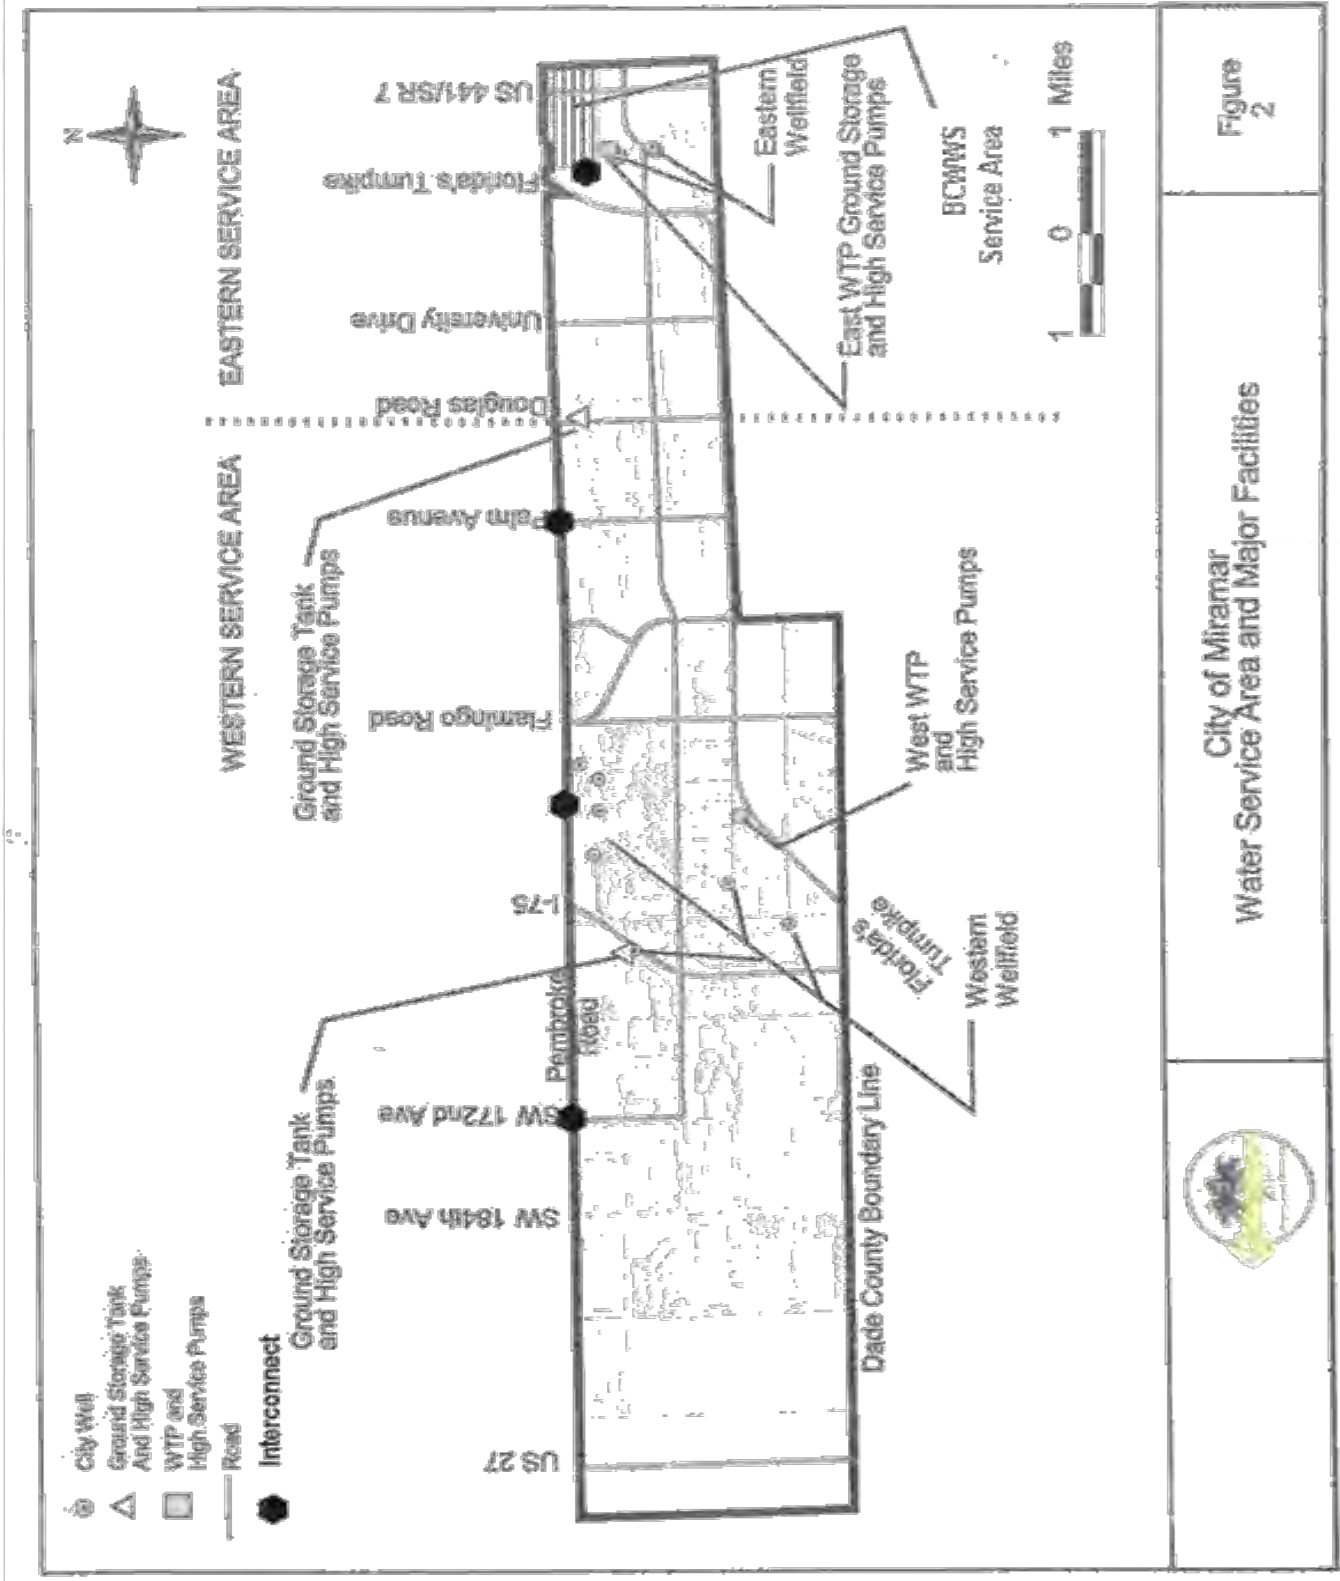 City Well
Ground Storage Tank
And High Service Pumps
WTP and
High Service Pumps
Road
Interconnect
N
WESTERN SERVICE AREA
EASTERN SERVICE AREA
Ground Storage Tank
and High Service Pumps
Ground Storage Tank
and High Service Pumps
US 27
SW 184th Ave
SW 172nd Ave
Pembroke
Road
I-75
Flamingo Road
Palm Avenue
Douglas Road
University Drive
Florida's Turnpike
US 441/SR 7
Dade County Boundary Line
Western
Wellfield
Florida's
Turnpike
West WTP
and
High Service Pumps
East WTP Ground Storage
and High Service Pumps
Eastern
Wellfield
BCWWS
Service Area
1 0 1 Miles
City of Miramar
Water Service Area and Major Facilities
Figure
2